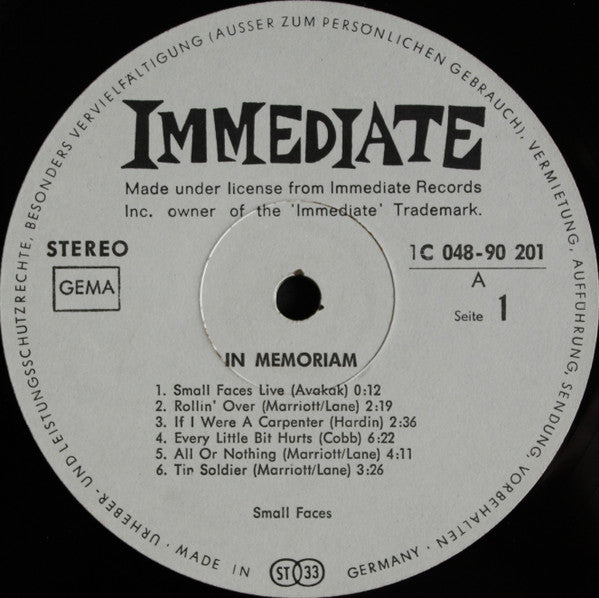 URHEBER- UND LEISTUNGSSCHUTZRECHTE, BESONDERS VERVIELFÄLTIGUNG (AUSSER ZUM PERSÖNLICHEN GEBRAUCH), VERMIETUNG, AUFFÜHRUNG, SENDUNG, VORBEHALTEN ·
IMMEDIATE
Made under license from Immediate Records
Inc. owner of the 'Immediate' Trademark.
STEREO
GEMA
1C 048-90 201
A
Seite 1
IN MEMORIAM
1. Small Faces Live (Avakak) 0:12
2. Rollin' Over (Marriott/Lane) 2:19
3. If I Were A Carpenter (Hardin) 2:36
4. Every Little Bit Hurts (Cobb) 6:22
5. All Or Nothing (Marriott/Lane) 4:11
6. Tin Soldier (Marriott/Lane) 3:26
Small Faces
· MADE IN GERMANY ·
ST 33